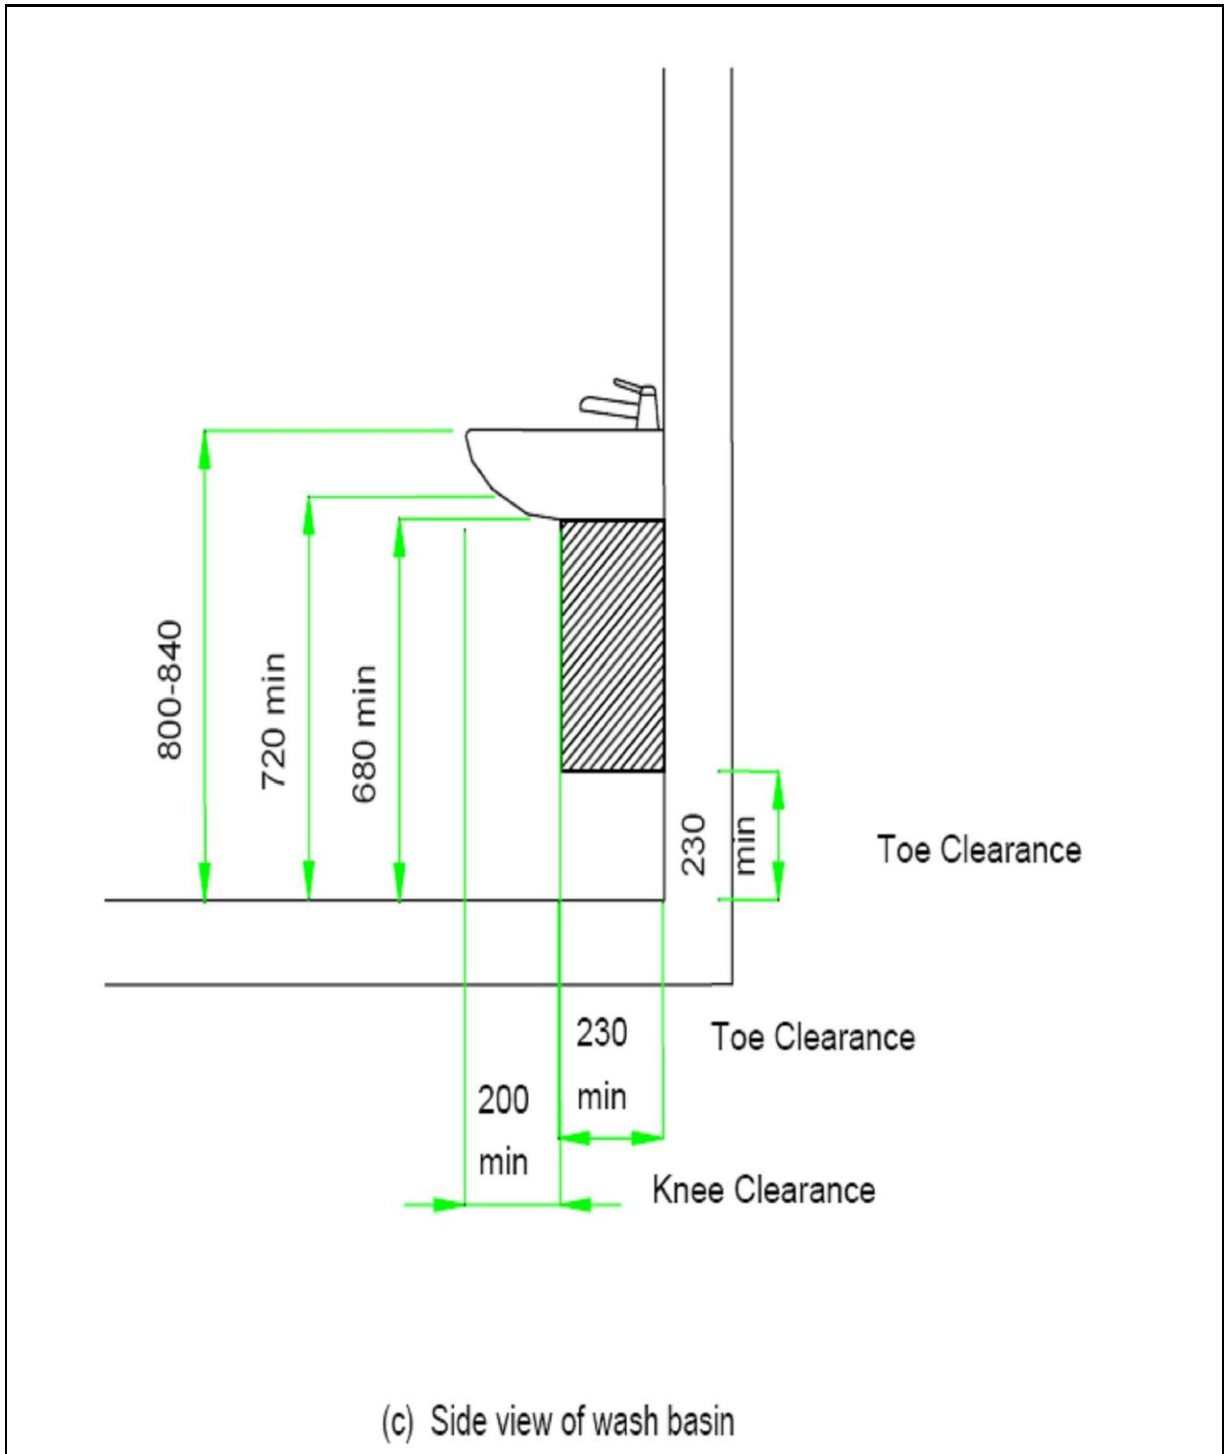 800-840
720 min
680 min
230
min
Toe Clearance
230
min
Toe Clearance
200
min
Knee Clearance
(c) Side view of wash basin